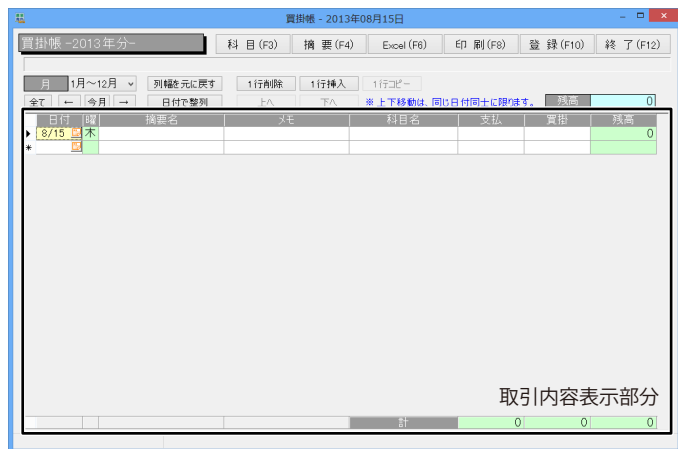 買掛帳 - 2013年08月15日
買掛帳 -2013年分-
科 目 (F3) 摘 要 (F4) Excel (F6) 印 刷 (F8) 登 録 (F10) 終 了 (F12)
月 1月～12月 列幅を元に戻す 1行削除 1行挿入 1行コピー
全て ← 今月 → 日付で整列 上へ 下へ ※ 上下移動は、同じ日付同士に限ります。 残高 0
日付 曜 摘要名 メモ 科目名 支払 買掛 残高
8/15 木 0
*
取引内容表示部分
計 0 0 0